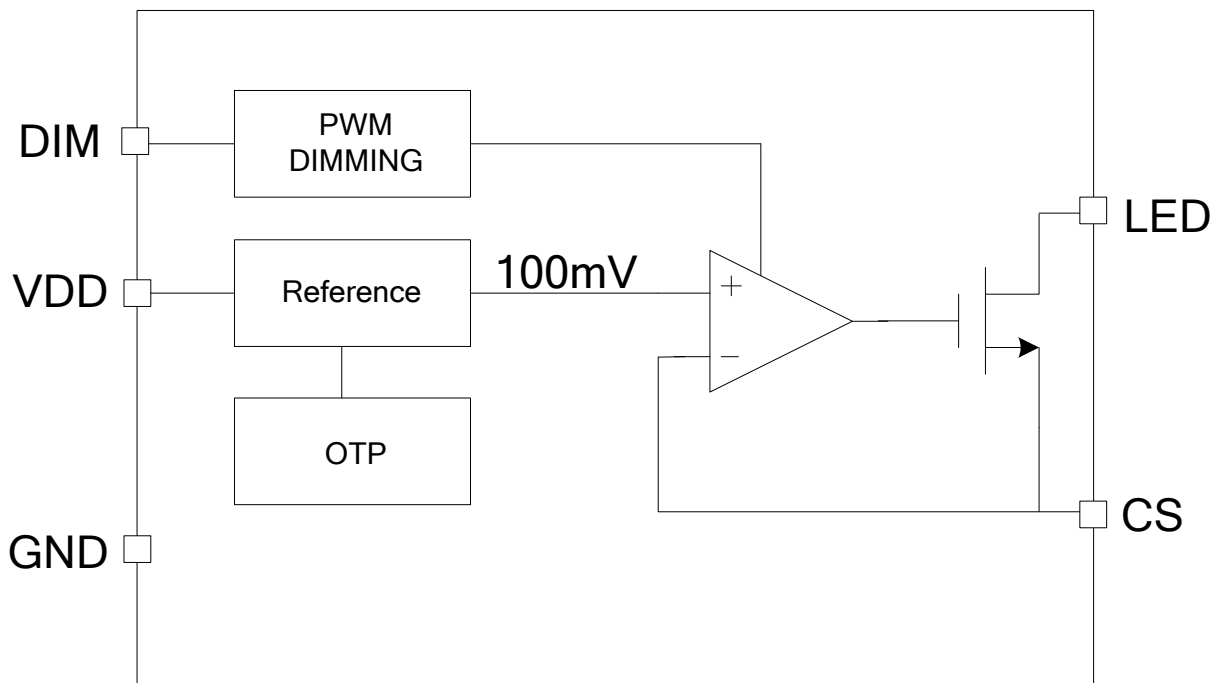 DIM
PWM
DIMMING
LED
VDD
Reference
100mV
+
−
OTP
CS
GND